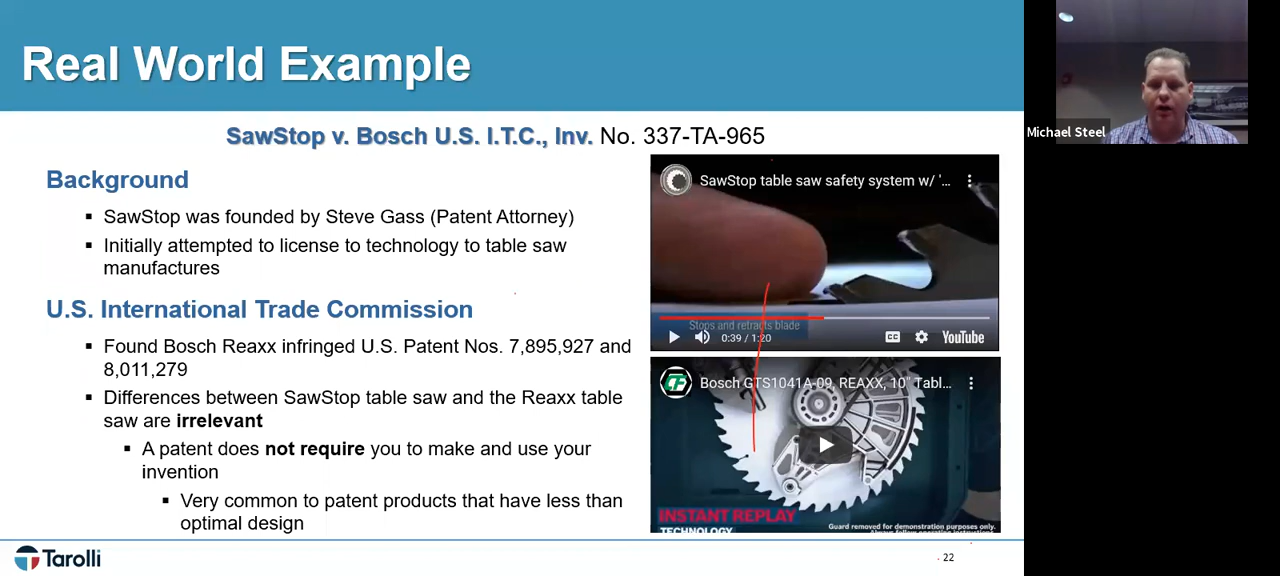 Real World Example
SawStop v. Bosch U.S. I.T.C., Inv. No. 337-TA-965
Background
▪ SawStop was founded by Steve Gass (Patent Attorney)
▪ Initially attempted to license to technology to table saw
manufactures
U.S. International Trade Commission
▪ Found Bosch Reaxx infringed U.S. Patent Nos. 7,895,927 and
8,011,279
▪ Differences between SawStop table saw and the Reaxx table
saw are irrelevant
▪ A patent does not require you to make and use your
invention
▪ Very common to patent products that have less than
optimal design
SawStop table saw safety system w/ '...
Stops and retracts blade
0:39 / 1:20
CC
YouTube
CF
Bosch GTS1041A-09, REAXX, 10" Tabl...
INSTANT REPLAY
TECHNOLOGY
Guard removed for demonstration purposes only.
Tarolli
22
Michael Steel